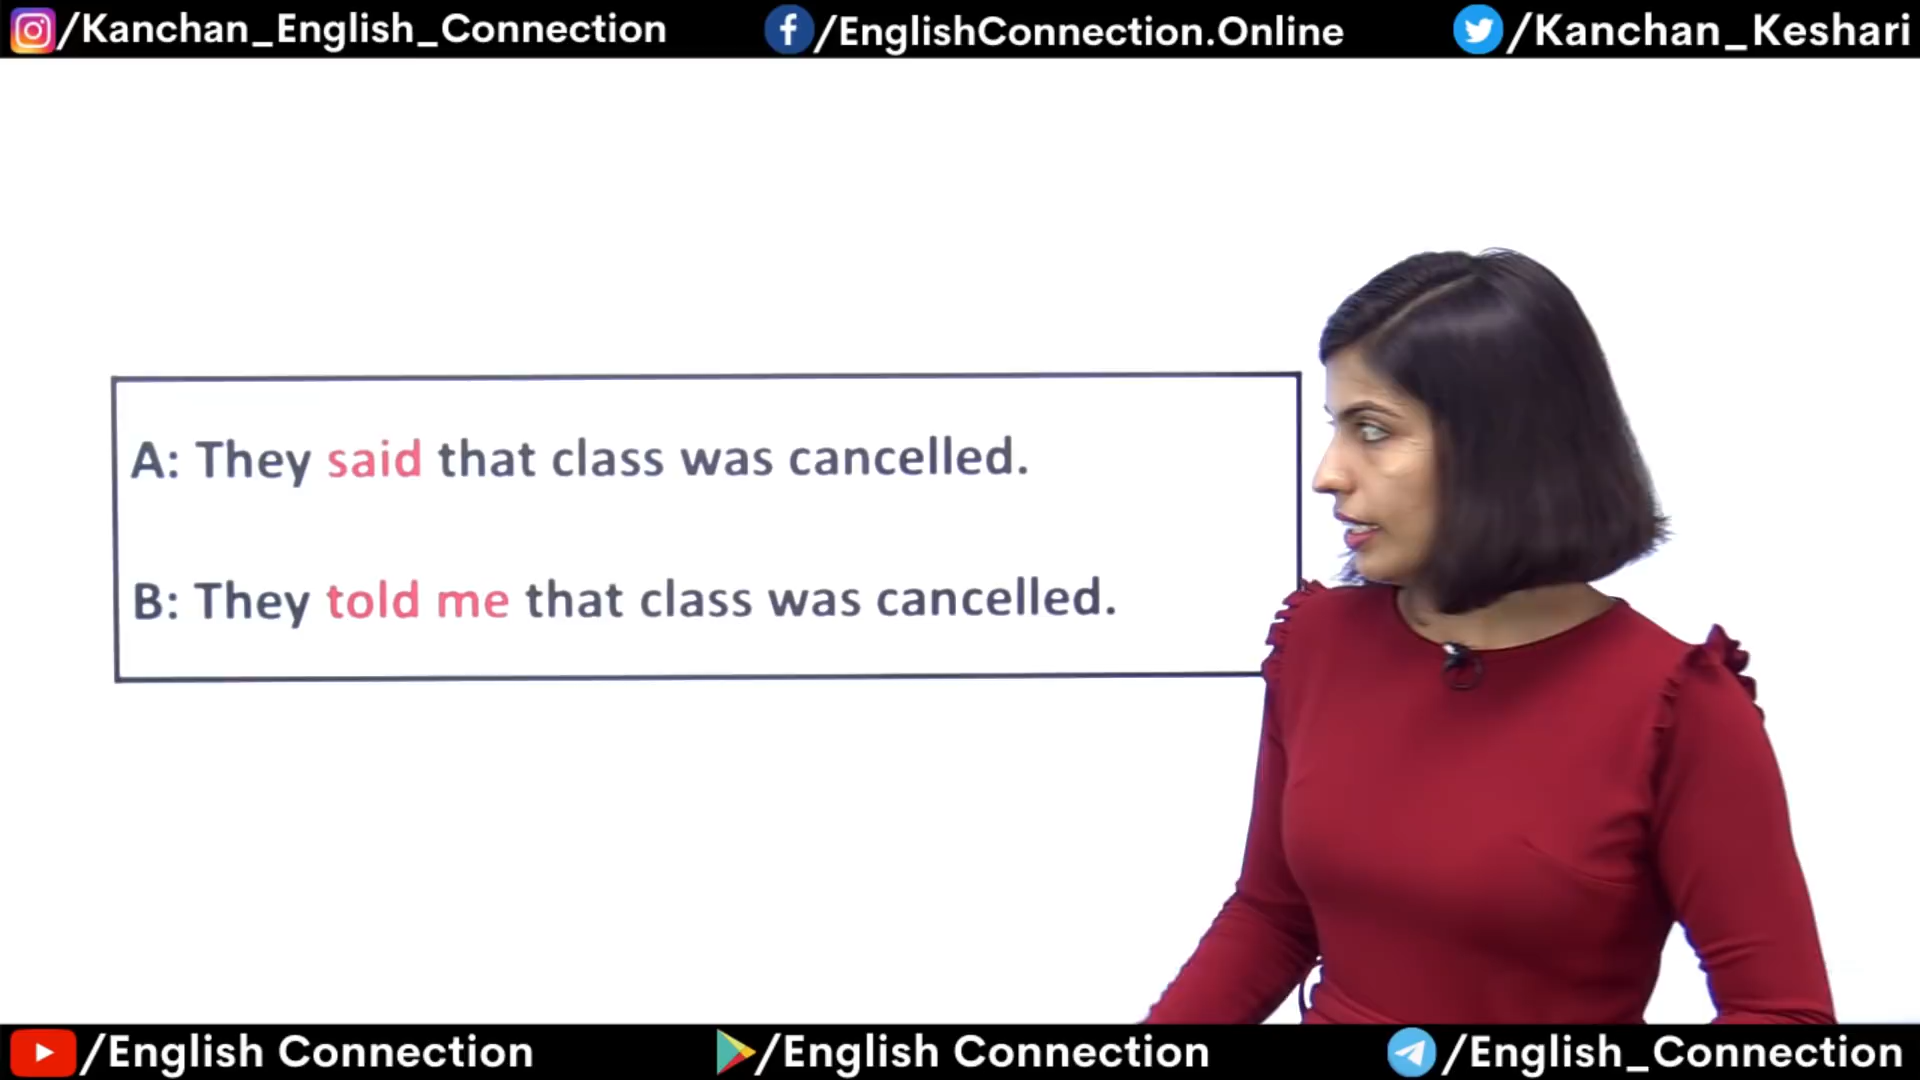 /Kanchan_English_Connection
/EnglishConnection.Online
/Kanchan_Keshari
A: They said that class was cancelled.
B: They told me that class was cancelled.
/English Connection
/English Connection
/English_Connection